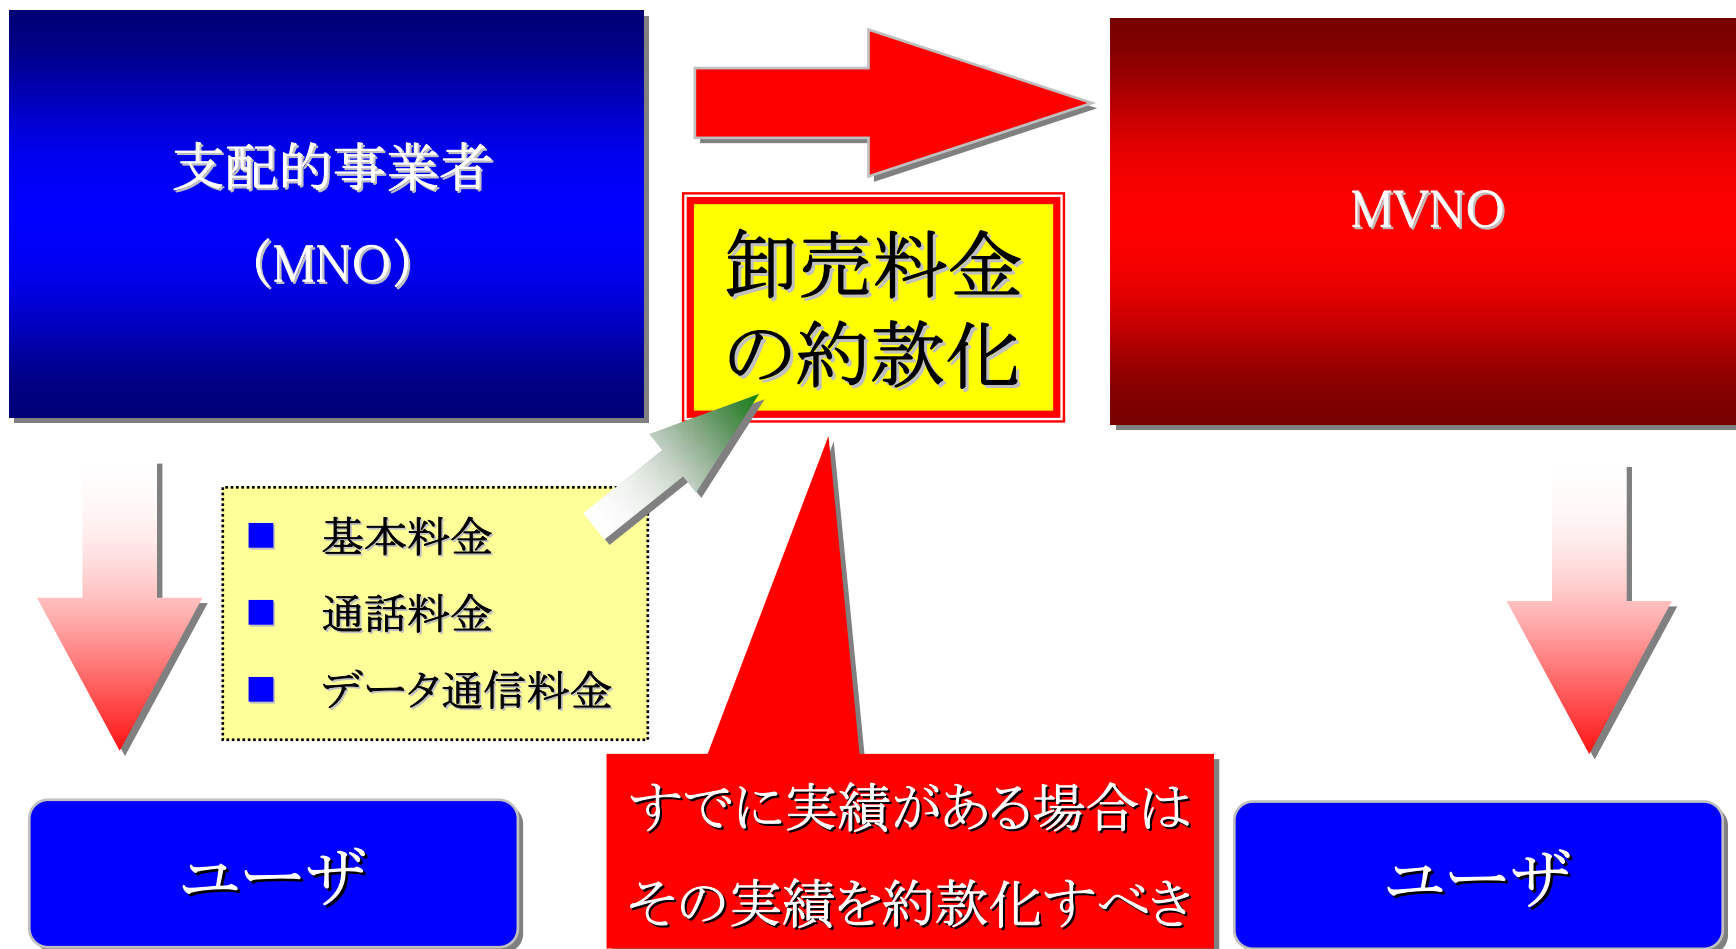 支配的事業者
(MNO)
MVNO
卸売料金
の約款化
基本料金
通話料金
データ通信料金
すでに実績がある場合は
その実績を約款化すべき
ユーザ
ユーザ